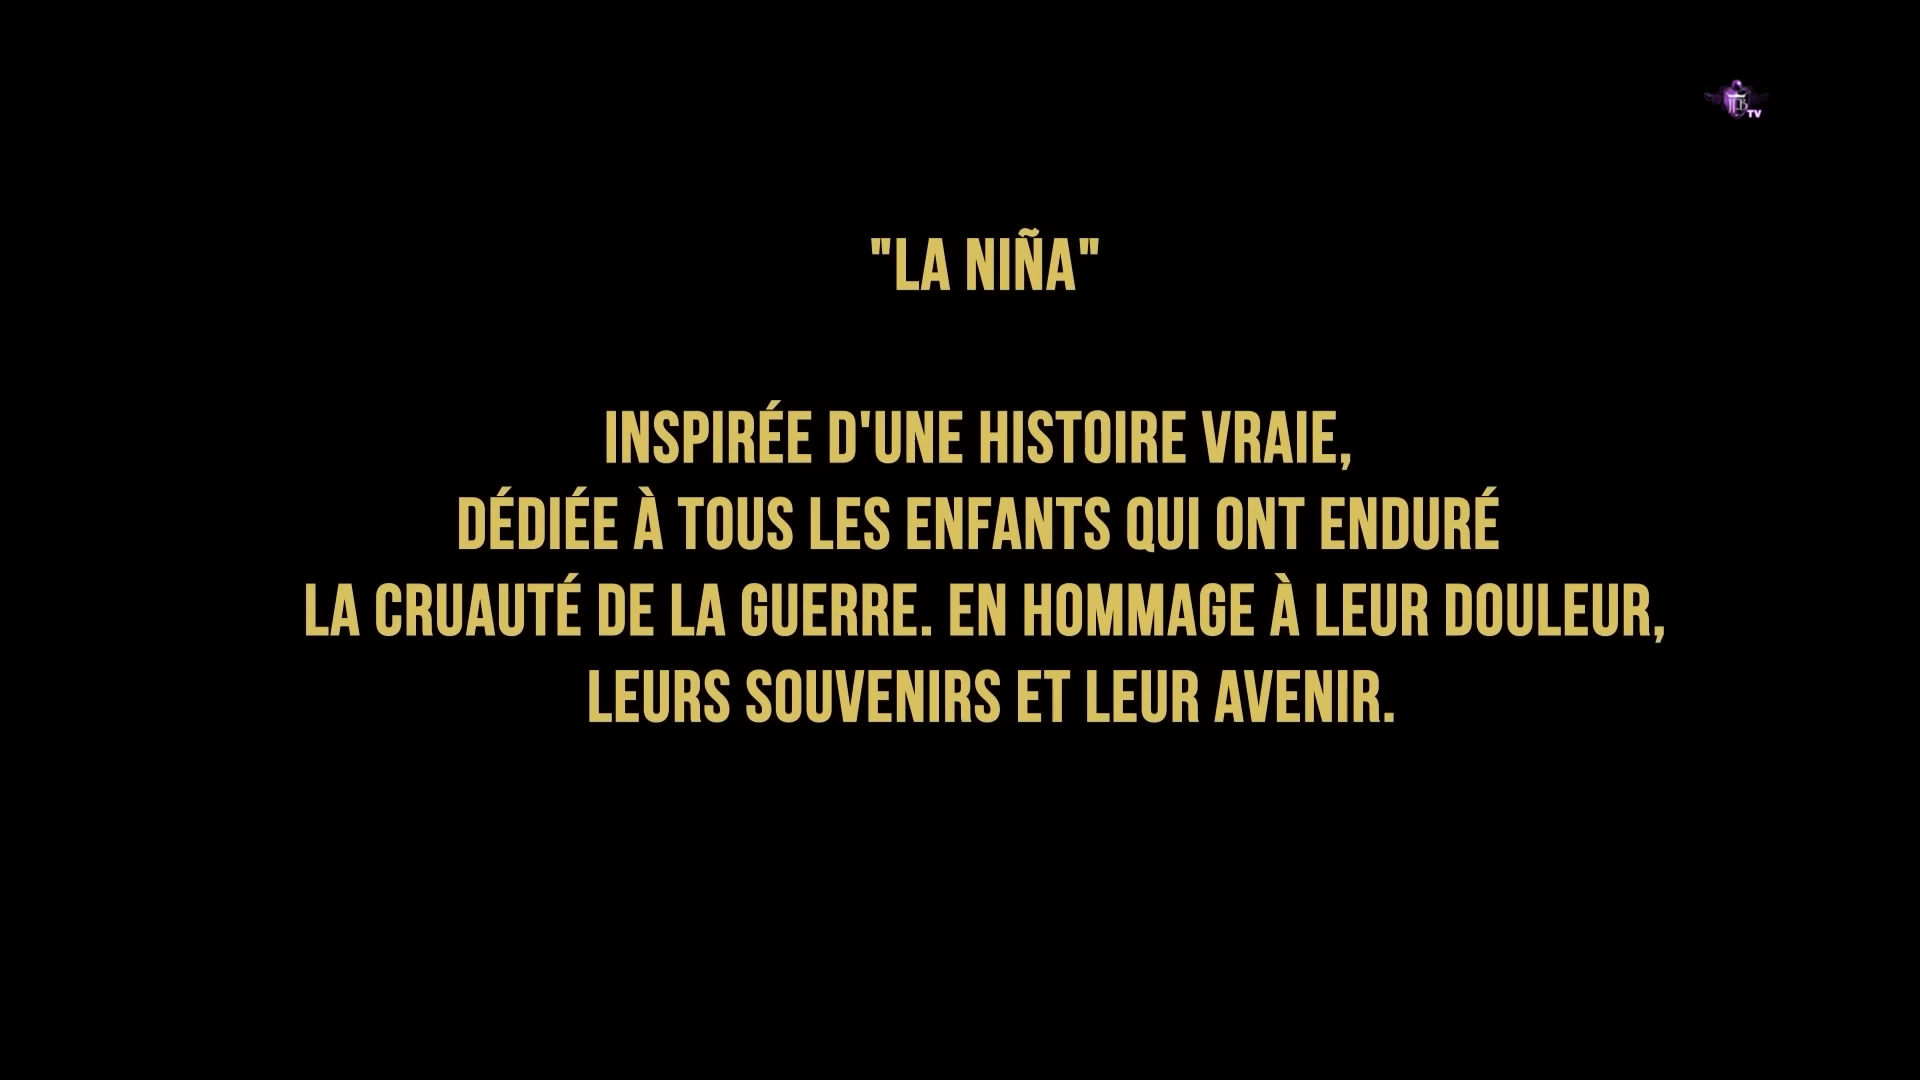 "LA NIÑA"
INSPIRÉE D'UNE HISTOIRE VRAIE,
DÉDIÉE À TOUS LES ENFANTS QUI ONT ENDURÉ
LA CRUAUTÉ DE LA GUERRE. EN HOMMAGE À LEUR DOULEUR,
LEURS SOUVENIRS ET LEUR AVENIR.
TV